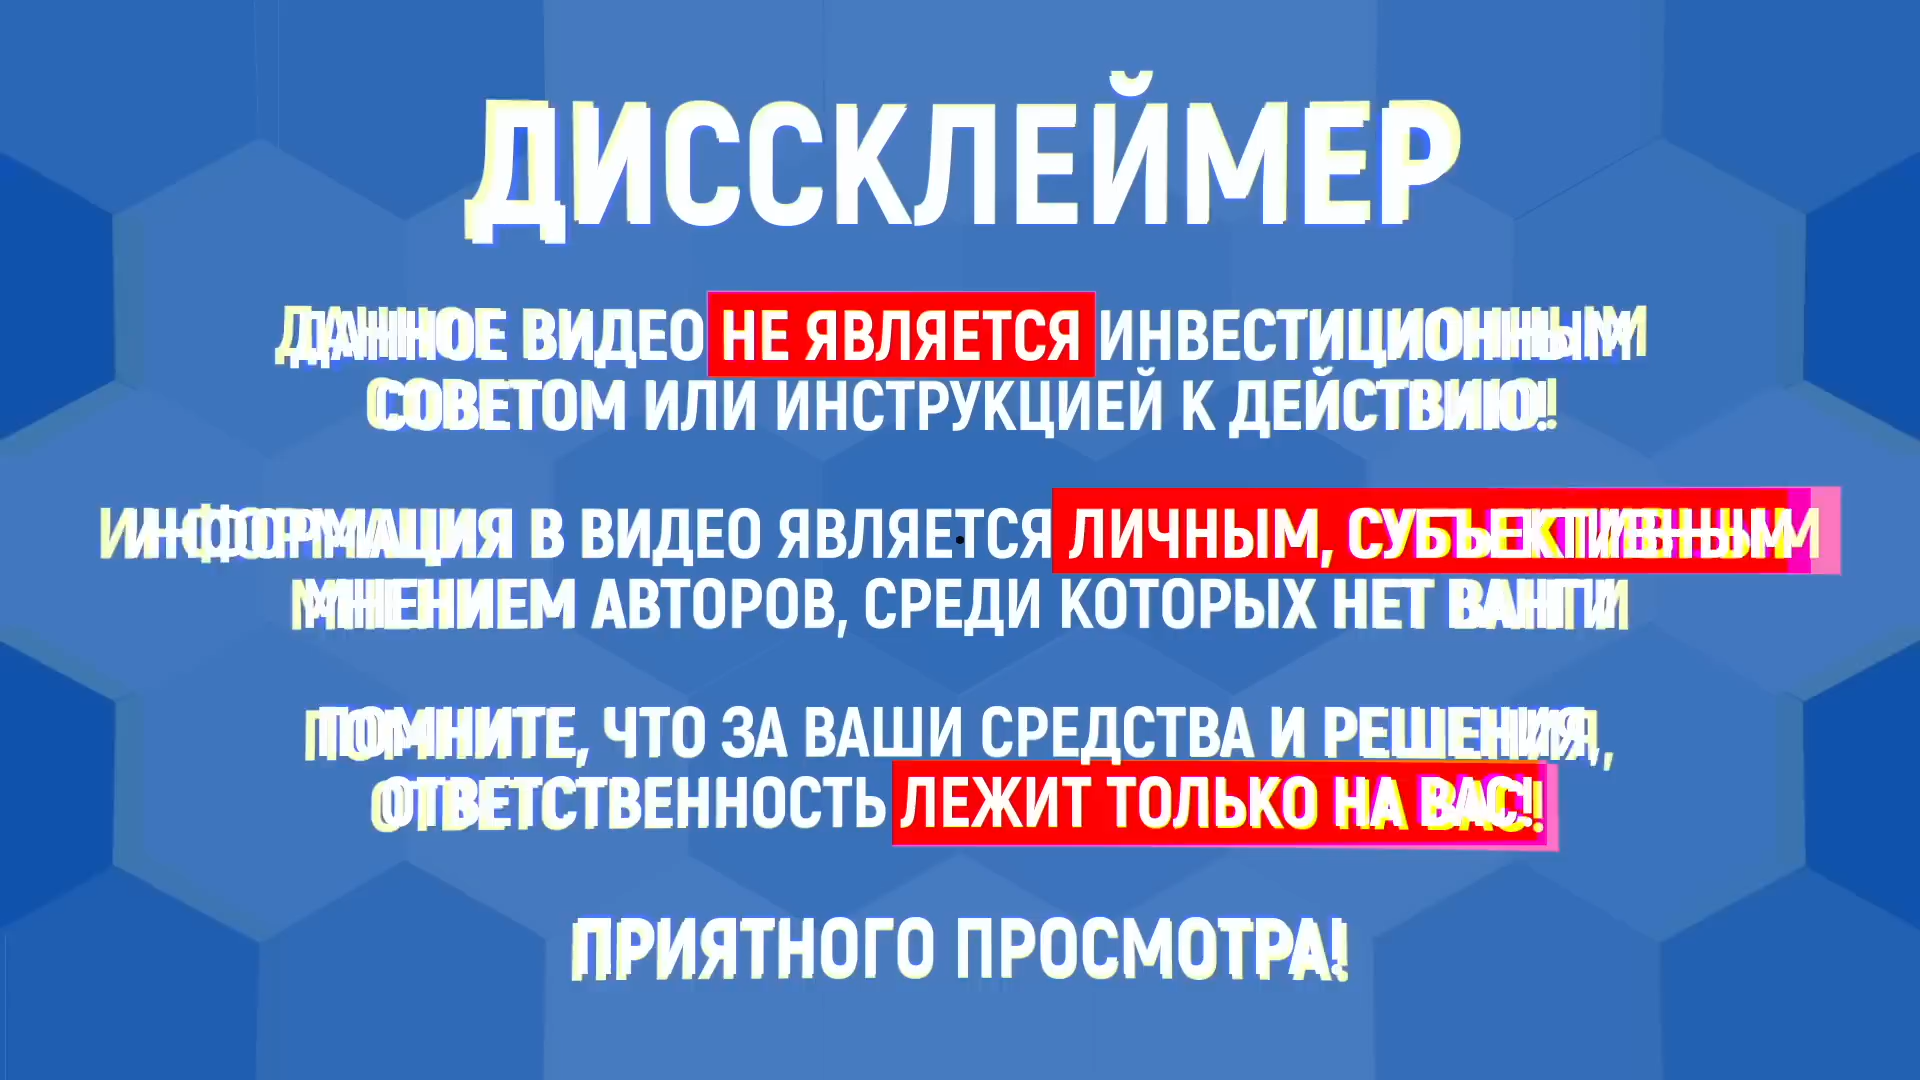 ДИССКЛЕЙМЕР
ДАННОЕ ВИДЕО НЕ ЯВЛЯЕТСЯ ИНВЕСТИЦИОННЫМ
СОВЕТОМ ИЛИ ИНСТРУКЦИЕЙ К ДЕЙСТВИЮ!
ИНФОРМАЦИЯ В ВИДЕО ЯВЛЯЕТСЯ ЛИЧНЫМ, СУБЪЕКТИВНЫМ
МНЕНИЕМ АВТОРОВ, СРЕДИ КОТОРЫХ НЕТ ВАНГИ
ПОМНИТЕ, ЧТО ЗА ВАШИ СРЕДСТВА И РЕШЕНИЯ,
ОТВЕТСТВЕННОСТЬ ЛЕЖИТ ТОЛЬКО НА ВАС!
ПРИЯТНОГО ПРОСМОТРА!